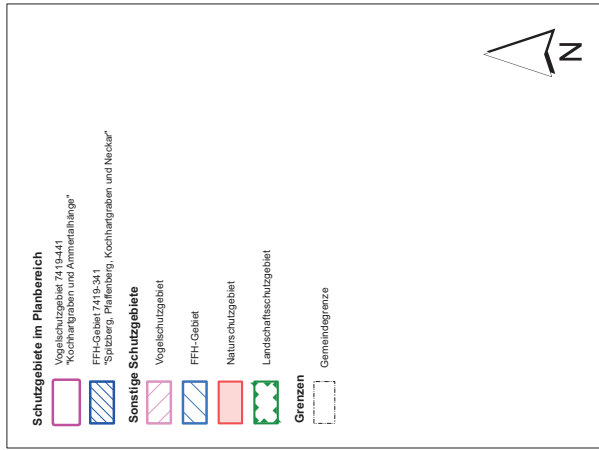 Schutzgebiete im Planbereich
Vogelschutzgebiet 7419-441
"Kochhartgraben und Ammertalhänge"
FFH-Gebiet 7419-341
"Spitzberg, Pfaffenberg, Kochhartgraben und Neckar"
Sonstige Schutzgebiete
Vogelschutzgebiet
FFH-Gebiet
Naturschutzgebiet
Landschaftsschutzgebiet
Grenzen
Gemeindegrenze
N